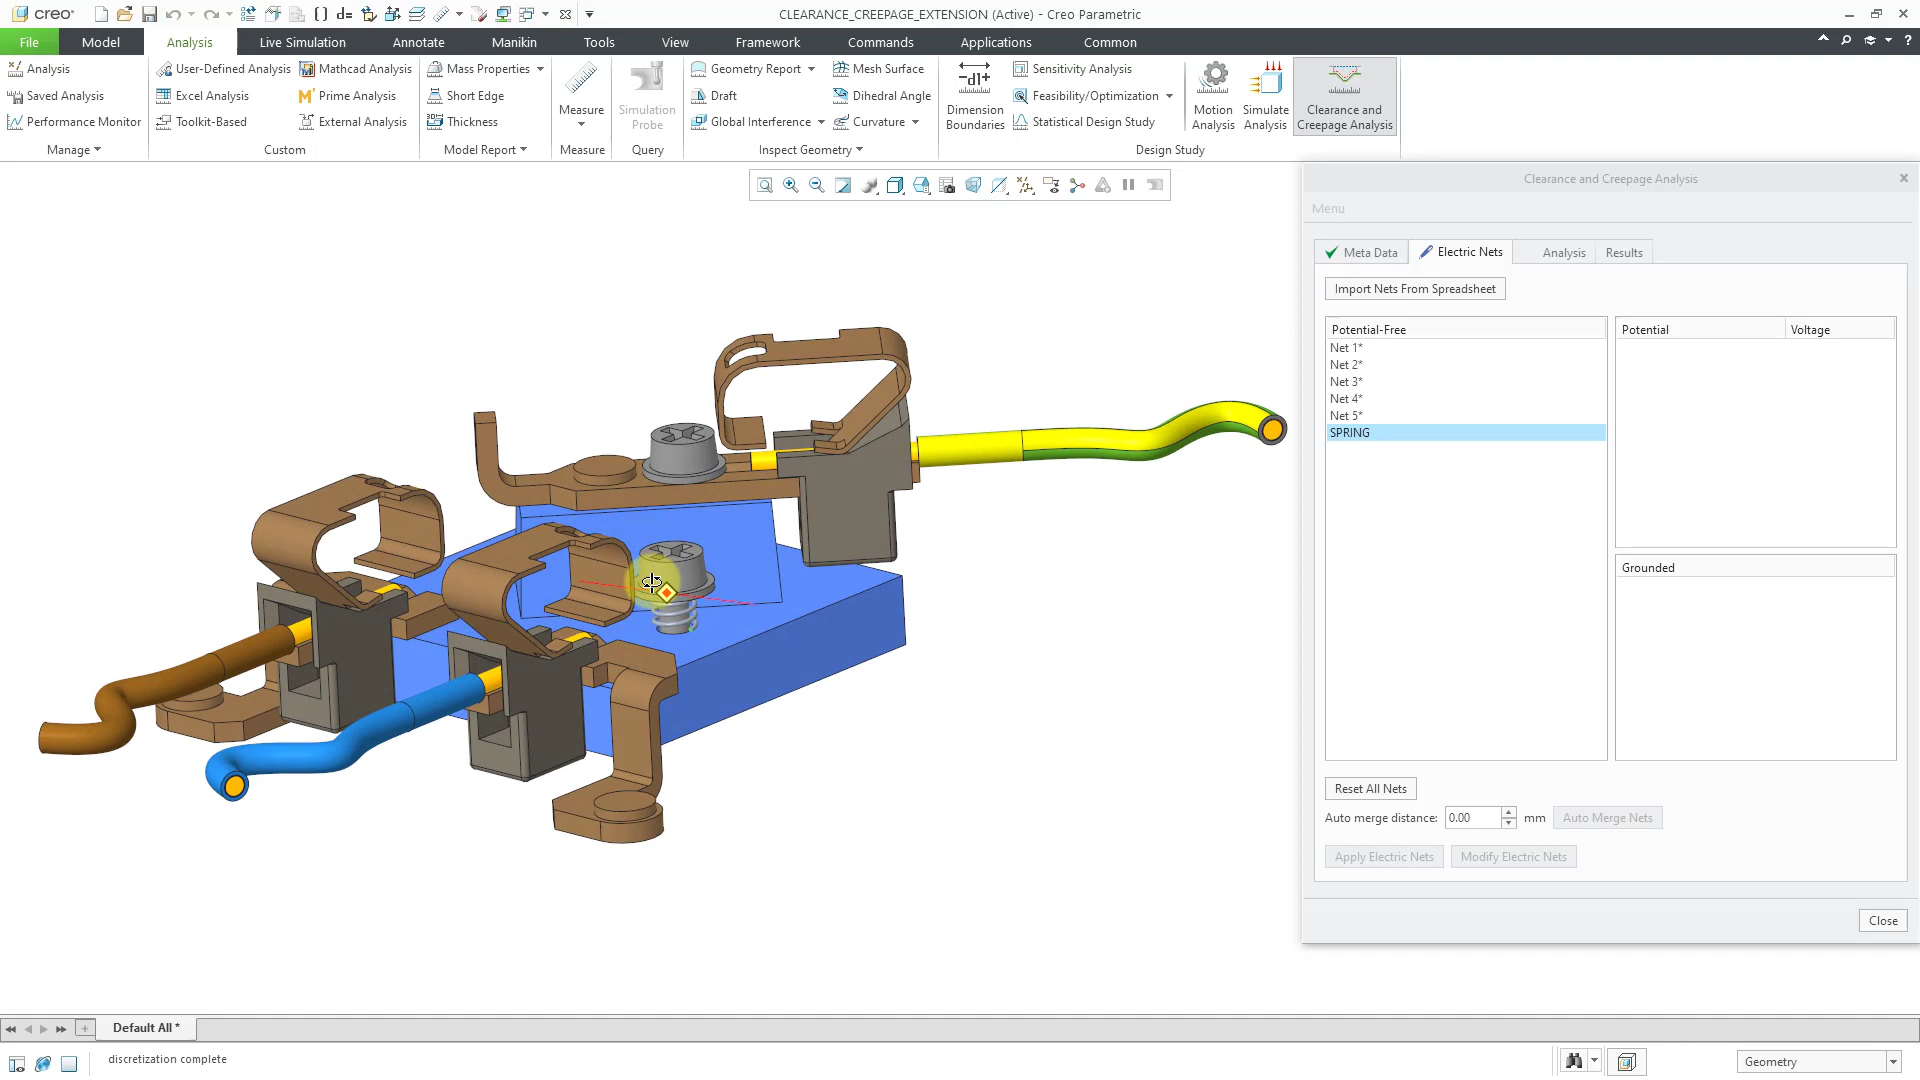 creo
CLEARANCE_CREEPAGE_EXTENSION (Active) - Creo Parametric
File
Model
Analysis
Live Simulation
Annotate
Manikin
Tools
View
Framework
Commands
Applications
Common
Analysis
Saved Analysis
Performance Monitor
Manage
User-Defined Analysis
Excel Analysis
Toolkit-Based
Mathcad Analysis
Prime Analysis
External Analysis
Custom
Mass Properties
Short Edge
Thickness
Model Report
Measure
Measure
Simulation
Probe
Query
Geometry Report
Draft
Global Interference
Mesh Surface
Dihedral Angle
Curvature
Inspect Geometry
Dimension
Boundaries
Sensitivity Analysis
Feasibility/Optimization
Statistical Design Study
Motion
Analysis
Simulate
Analysis
Clearance and
Creepage Analysis
Design Study
Clearance and Creepage Analysis
Menu
Meta Data
Electric Nets
Analysis
Results
Import Nets From Spreadsheet
Potential-Free
Net 1*
Net 2*
Net 3*
Net 4*
Net 5*
SPRING
Potential
Voltage
Grounded
Reset All Nets
Auto merge distance:
0.00
mm
Auto Merge Nets
Apply Electric Nets
Modify Electric Nets
Close
Default All *
discretization complete
Geometry